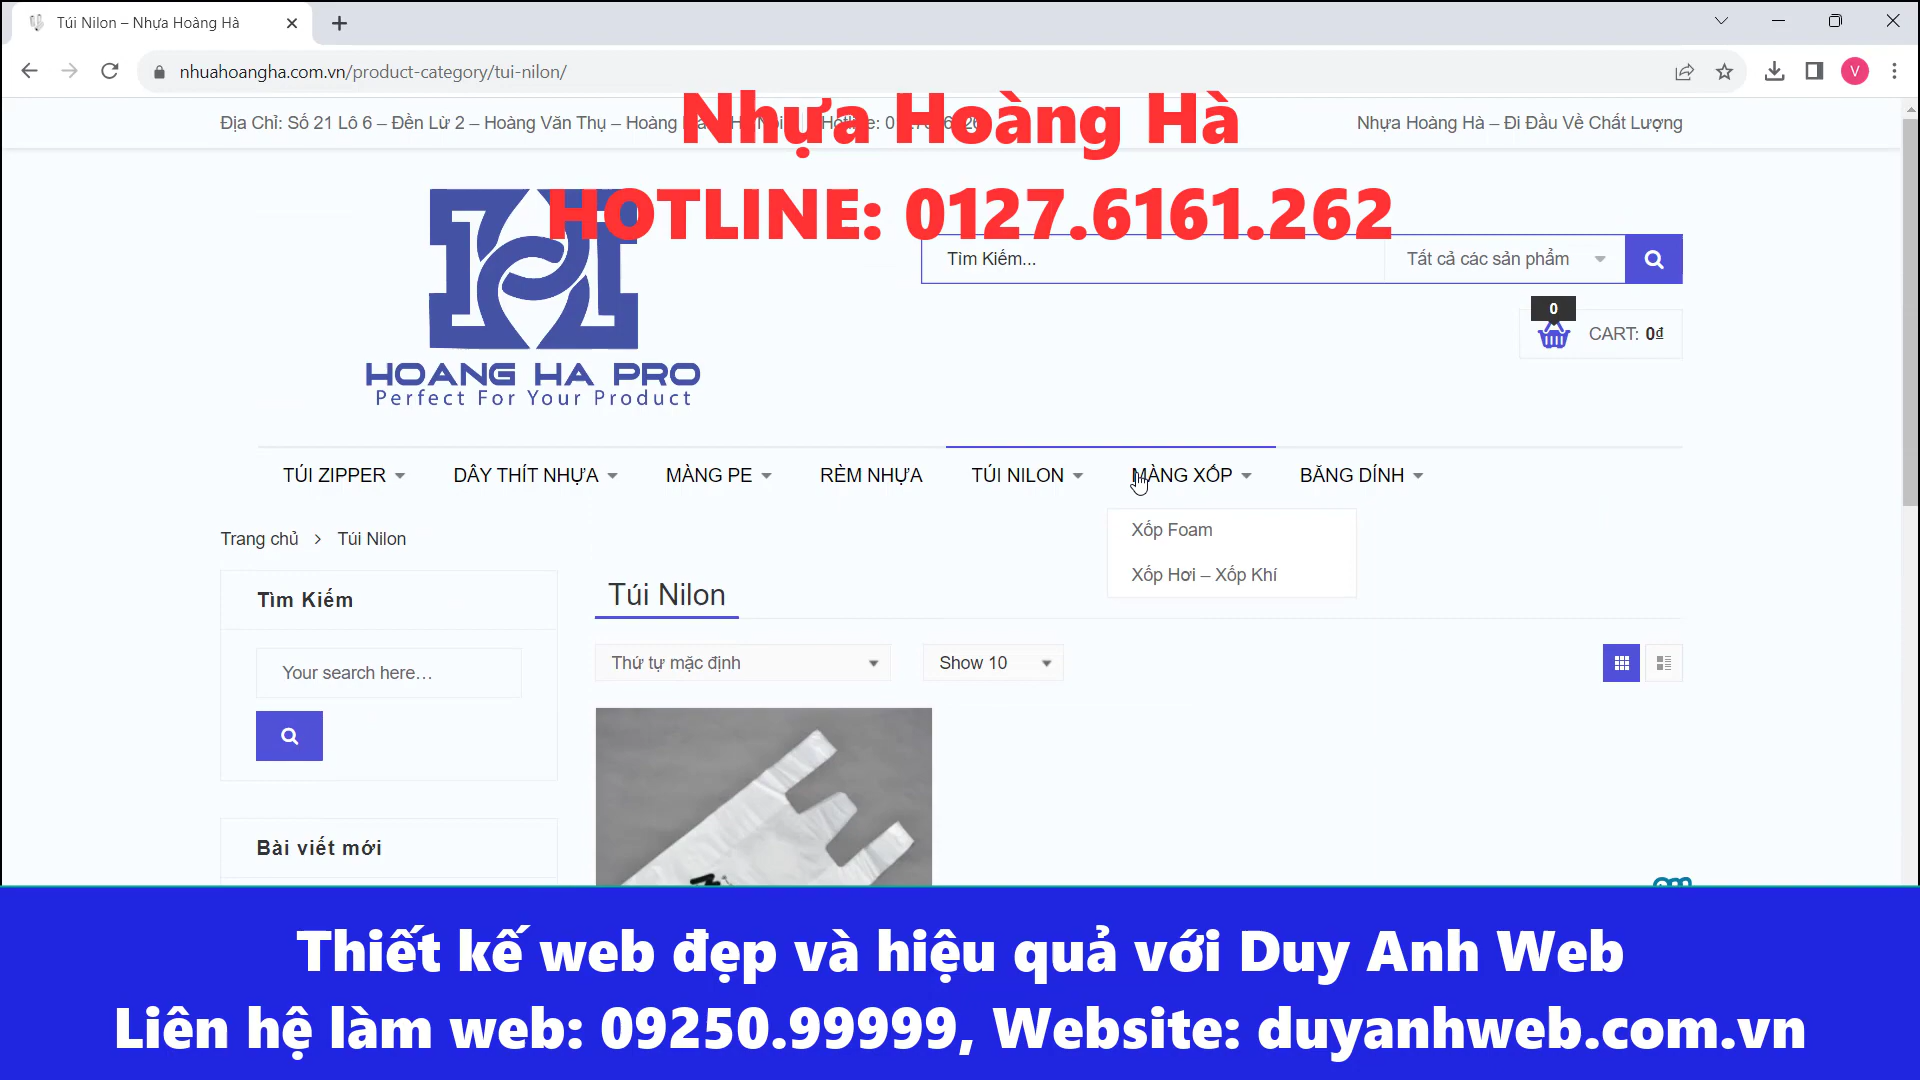 Túi Nilon – Nhựa Hoàng Hà
nhuahoangha.com.vn/product-category/tui-nilon/
V
Địa Chỉ: Số 21 Lô 6 – Đền Lừ 2 – Hoàng Văn Thụ – Hoàng
Nhựa Hoàng Hà – Đi Đầu Về Chất Lượng
Nhựa Hoàng Hà
HOTLINE: 0127.6161.262
HOANG HA PRO
Perfect For Your Product
Tìm Kiếm...
Tất cả các sản phẩm
0
CART: 0₫
TÚI ZIPPER
DÂY THÍT NHỰA
MÀNG PE
RÈM NHỰA
TÚI NILON
MÀNG XỐP
BĂNG DÍNH
Xốp Foam
Xốp Hơi – Xốp Khí
Trang chủ > Túi Nilon
Tìm Kiếm
Your search here…
Bài viết mới
Túi Nilon
Thứ tự mặc định
Show 10
Thiết kế web đẹp và hiệu quả với Duy Anh Web
Liên hệ làm web: 09250.99999, Website: duyanhweb.com.vn